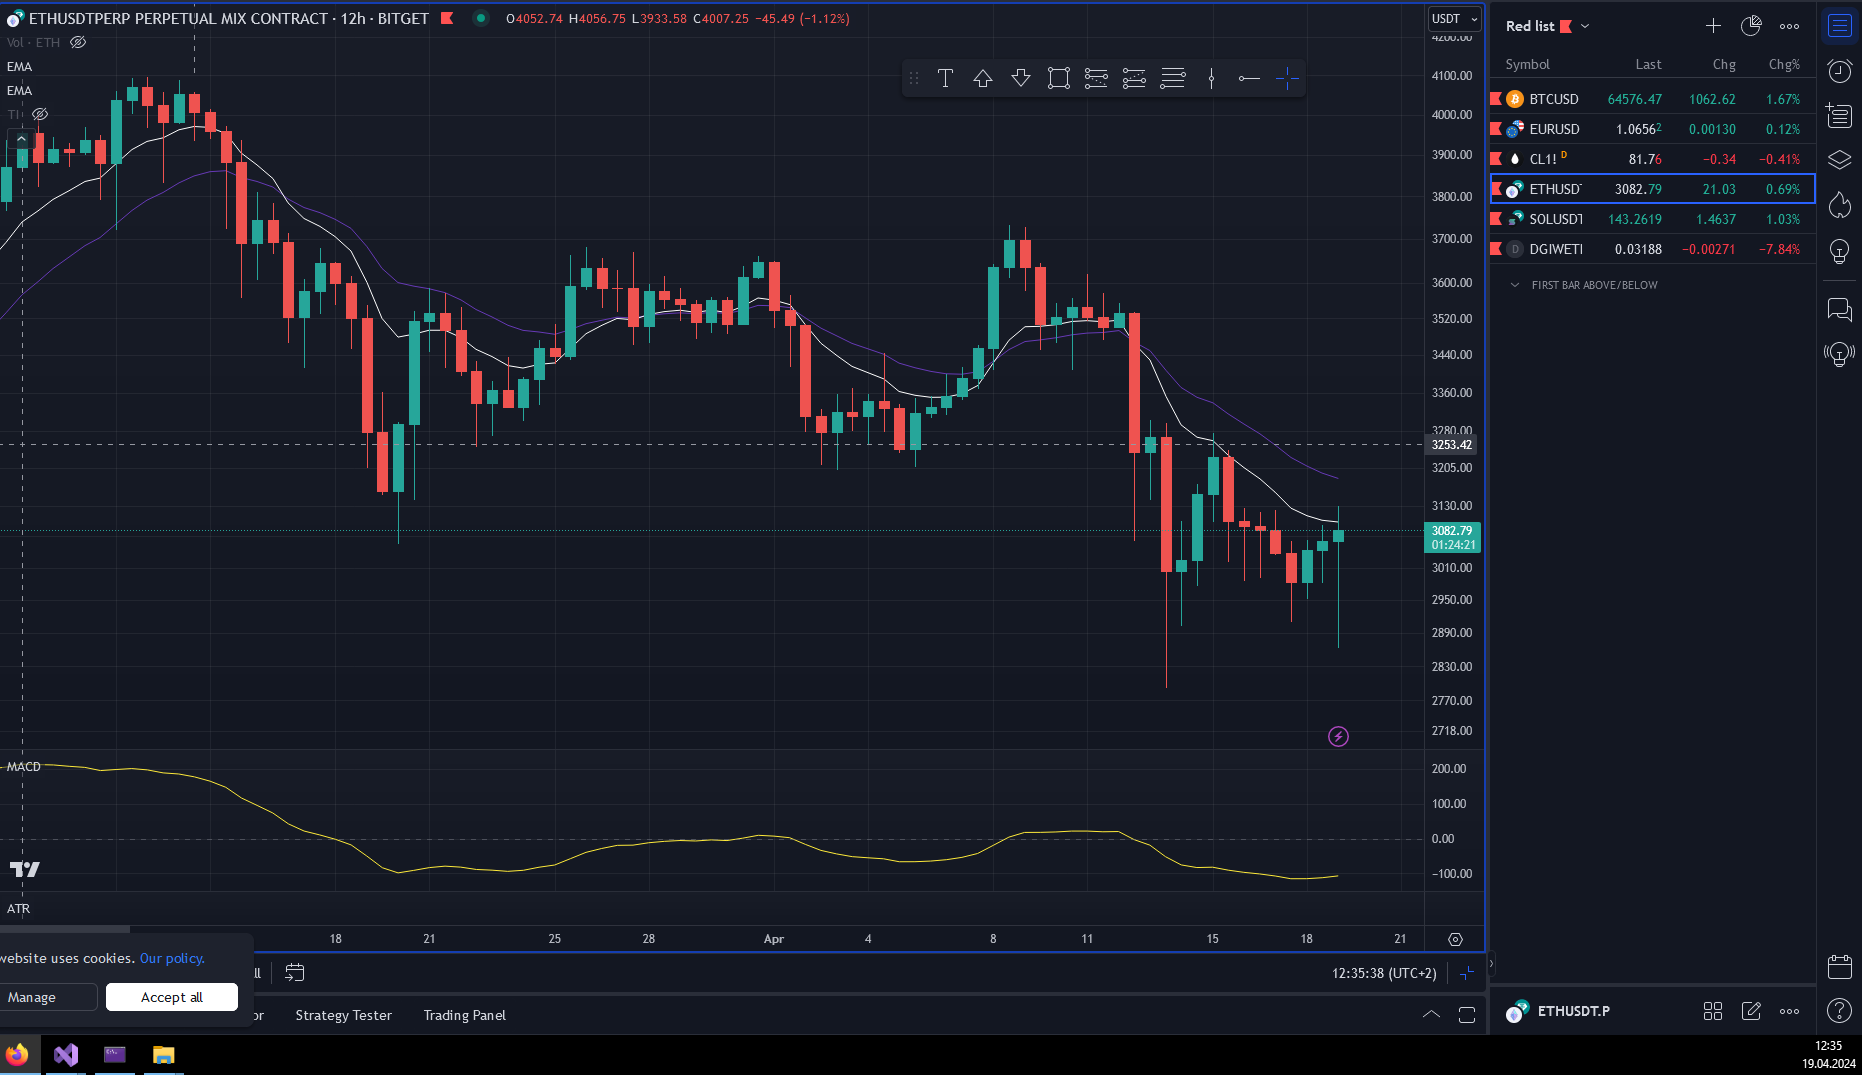 ETHUSDTPERP PERPETUAL MIX CONTRACT · 12h · BITGET O4052.74 H4056.75 L3933.58 C4007.25 −45.49 (−1.12%)
Vol · ETH
EMA
EMA
TI
USDT
4200.00
4100.00
4000.00
3900.00
3800.00
3700.00
3600.00
3520.00
3440.00
3360.00
3280.00
3253.42
3205.00
3130.00
3082.79
01:24:21
3010.00
2950.00
2890.00
2830.00
2770.00
2718.00
MACD
200.00
100.00
0.00
−100.00
ATR
18 21 25 28 Apr 4 8 11 15 18 21
website uses cookies. Our policy.
Manage Accept all
ll
12:35:38 (UTC+2)
or Strategy Tester Trading Panel
Red list
Symbol Last Chg Chg%
BTCUSD 64576.47 1062.62 1.67%
EURUSD 1.06562 0.00130 0.12%
CL1! D 81.76 −0.34 −0.41%
ETHUSDT 3082.79 21.03 0.69%
SOLUSDT 143.2619 1.4637 1.03%
D DGIWETI 0.03188 −0.00271 −7.84%
FIRST BAR ABOVE/BELOW
ETHUSDT.P
12:35
19.04.2024